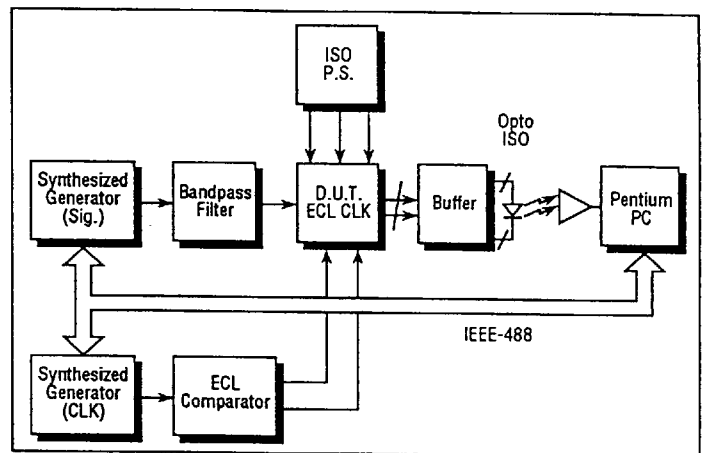 ISO
P.S.
Opto
ISO
Synthesized
Generator
(Sig.)
Bandpass
Filter
D.U.T.
ECL CLK
Buffer
Pentium
PC
IEEE-488
Synthesized
Generator
(CLK)
ECL
Comparator